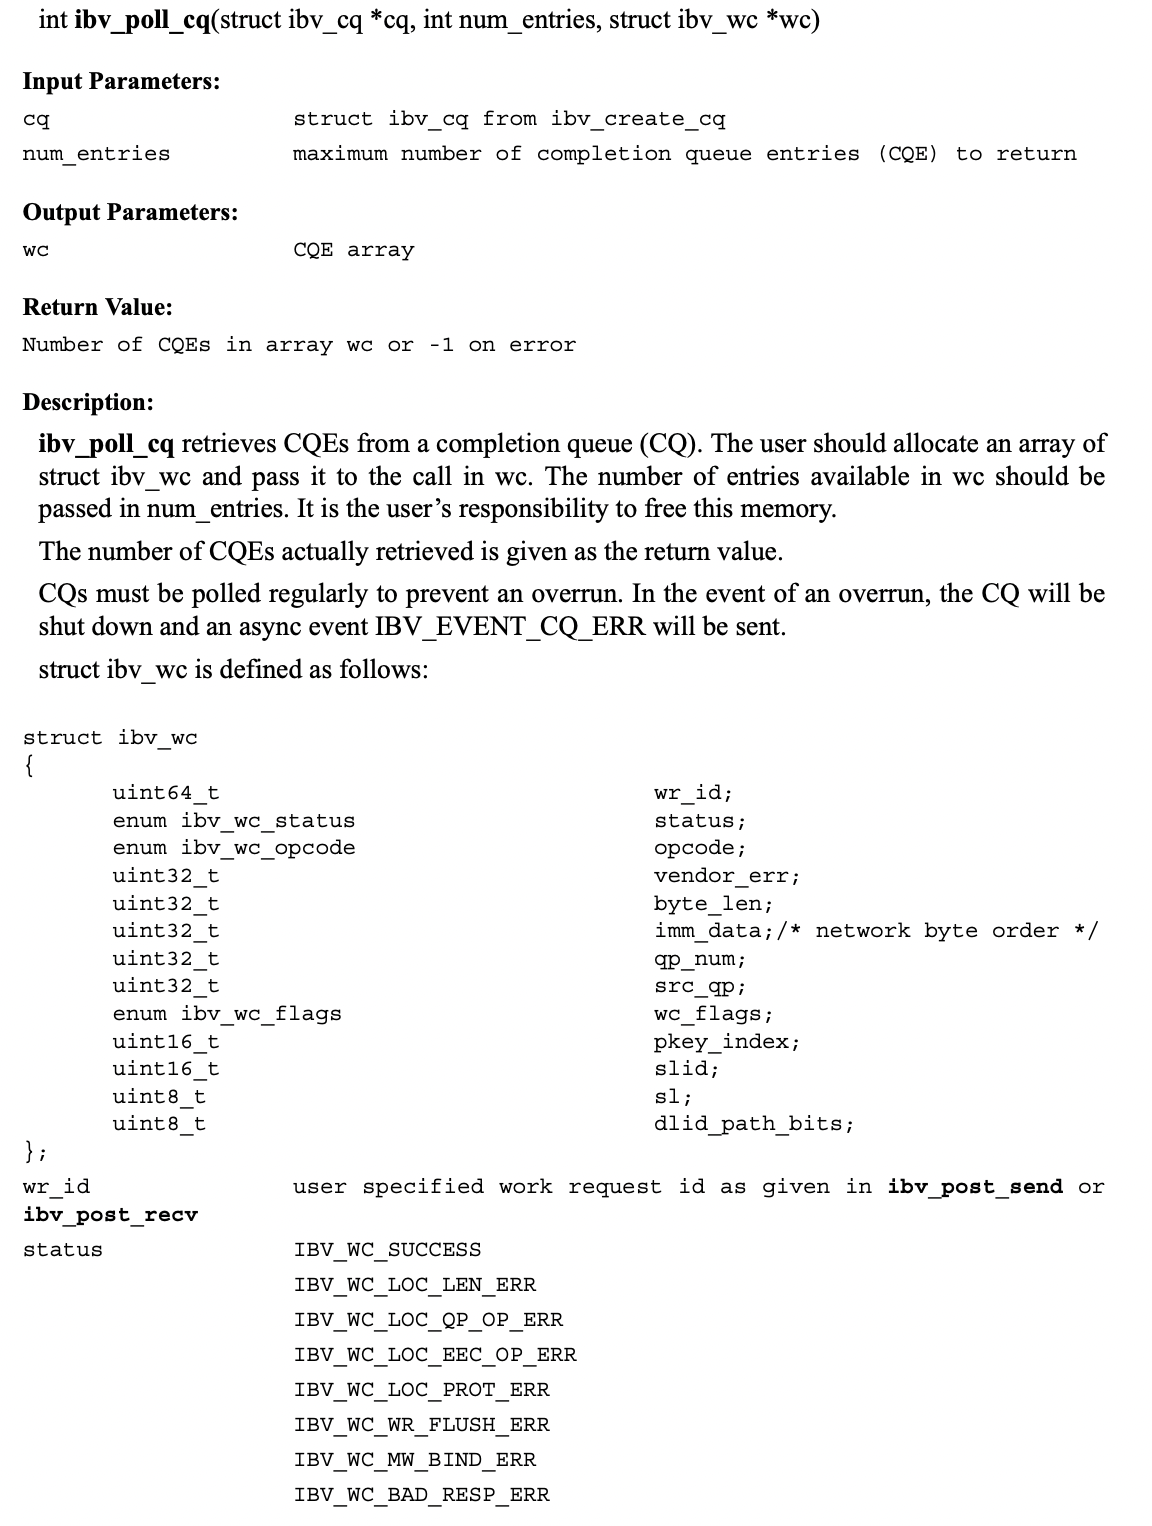 int ibv_poll_cq(struct ibv_cq *cq, int num_entries, struct ibv_wc *wc)
Input Parameters:
cq struct ibv_cq from ibv_create_cq
num_entries maximum number of completion queue entries (CQE) to return
Output Parameters:
wc CQE array
Return Value:
Number of CQEs in array wc or -1 on error
Description:
ibv_poll_cq retrieves CQEs from a completion queue (CQ). The user should allocate an array of
struct ibv_wc and pass it to the call in wc. The number of entries available in wc should be
passed in num_entries. It is the user’s responsibility to free this memory.
The number of CQEs actually retrieved is given as the return value.
CQs must be polled regularly to prevent an overrun. In the event of an overrun, the CQ will be
shut down and an async event IBV_EVENT_CQ_ERR will be sent.
struct ibv_wc is defined as follows:
struct ibv_wc
{
uint64_t wr_id;
enum ibv_wc_status status;
enum ibv_wc_opcode opcode;
uint32_t vendor_err;
uint32_t byte_len;
uint32_t imm_data;/* network byte order */
uint32_t qp_num;
uint32_t src_qp;
enum ibv_wc_flags wc_flags;
uint16_t pkey_index;
uint16_t slid;
uint8_t sl;
uint8_t dlid_path_bits;
};
wr_id user specified work request id as given in ibv_post_send or
ibv_post_recv
status IBV_WC_SUCCESS
IBV_WC_LOC_LEN_ERR
IBV_WC_LOC_QP_OP_ERR
IBV_WC_LOC_EEC_OP_ERR
IBV_WC_LOC_PROT_ERR
IBV_WC_WR_FLUSH_ERR
IBV_WC_MW_BIND_ERR
IBV_WC_BAD_RESP_ERR